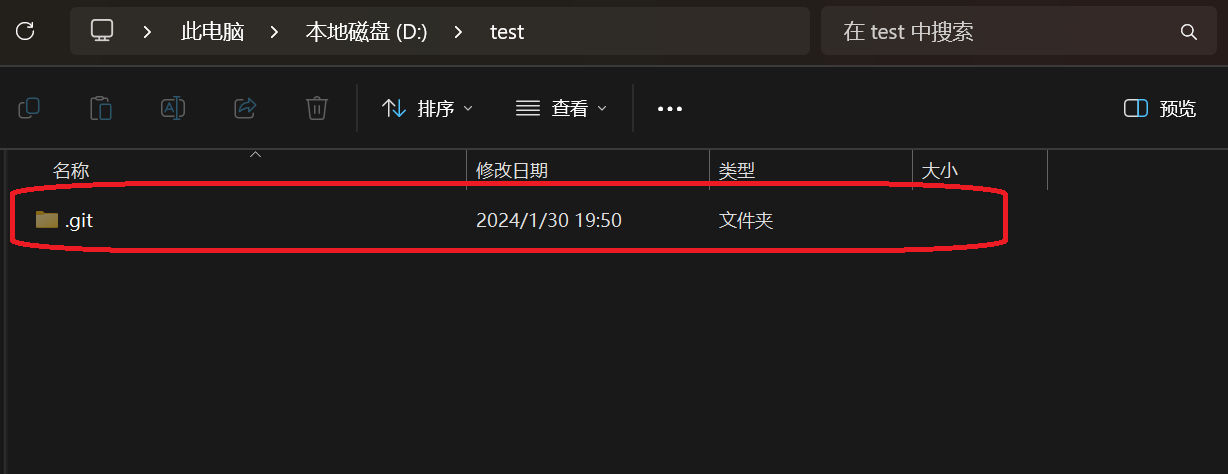 此电脑 本地磁盘 (D:) test 在 test 中搜索
排序 查看 预览
名称 修改日期 类型 大小
.git 2024/1/30 19:50 文件夹